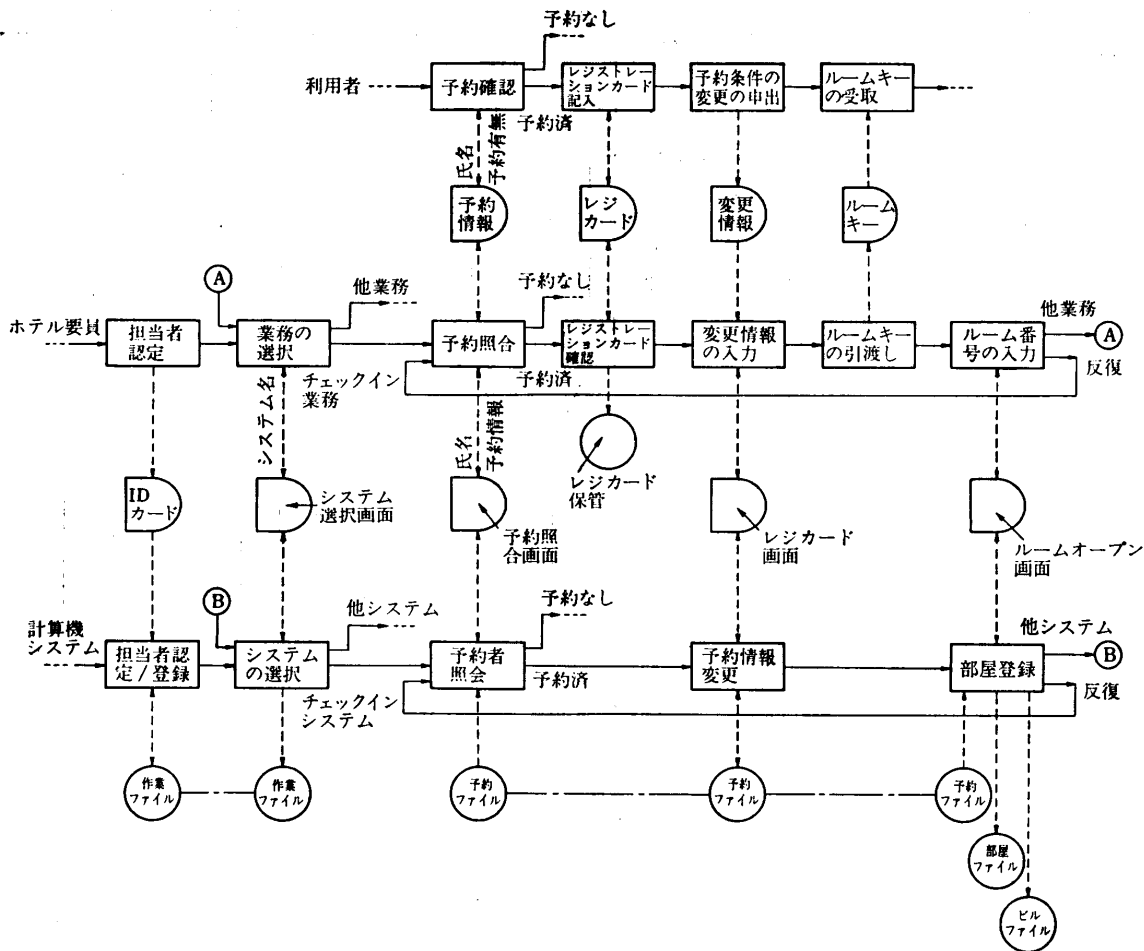 予約なし
利用者
予約確認
レジストレー
ションカード
記入
予約条件の
変更の申出
ルームキー
の受取
予約済
氏名
予約有無
予約
情報
レジ
カード
変更
情報
ルーム
キー
A
他業務
予約なし
他業務
ホテル要員
担当者
認定
業務の
選択
予約照合
レジストレー
ションカード
確認
変更情報
の入力
ルームキー
の引渡し
ルーム番
号の入力
A
反復
チェックイン
業務
予約済
システム名
氏名
予約情報
レジカード
保管
ID
カード
システム
選択画面
予約照
合画面
レジカード
画面
ルームオープン
画面
B
他システム
予約なし
他システム
計算機
システム
担当者認
定/登録
システム
の選択
予約者
照会
予約情報
変更
部屋登録
B
反復
チェックイン
システム
予約済
作業
ファイル
作業
ファイル
予約
ファイル
予約
ファイル
予約
ファイル
部屋
ファイル
ビル
ファイル